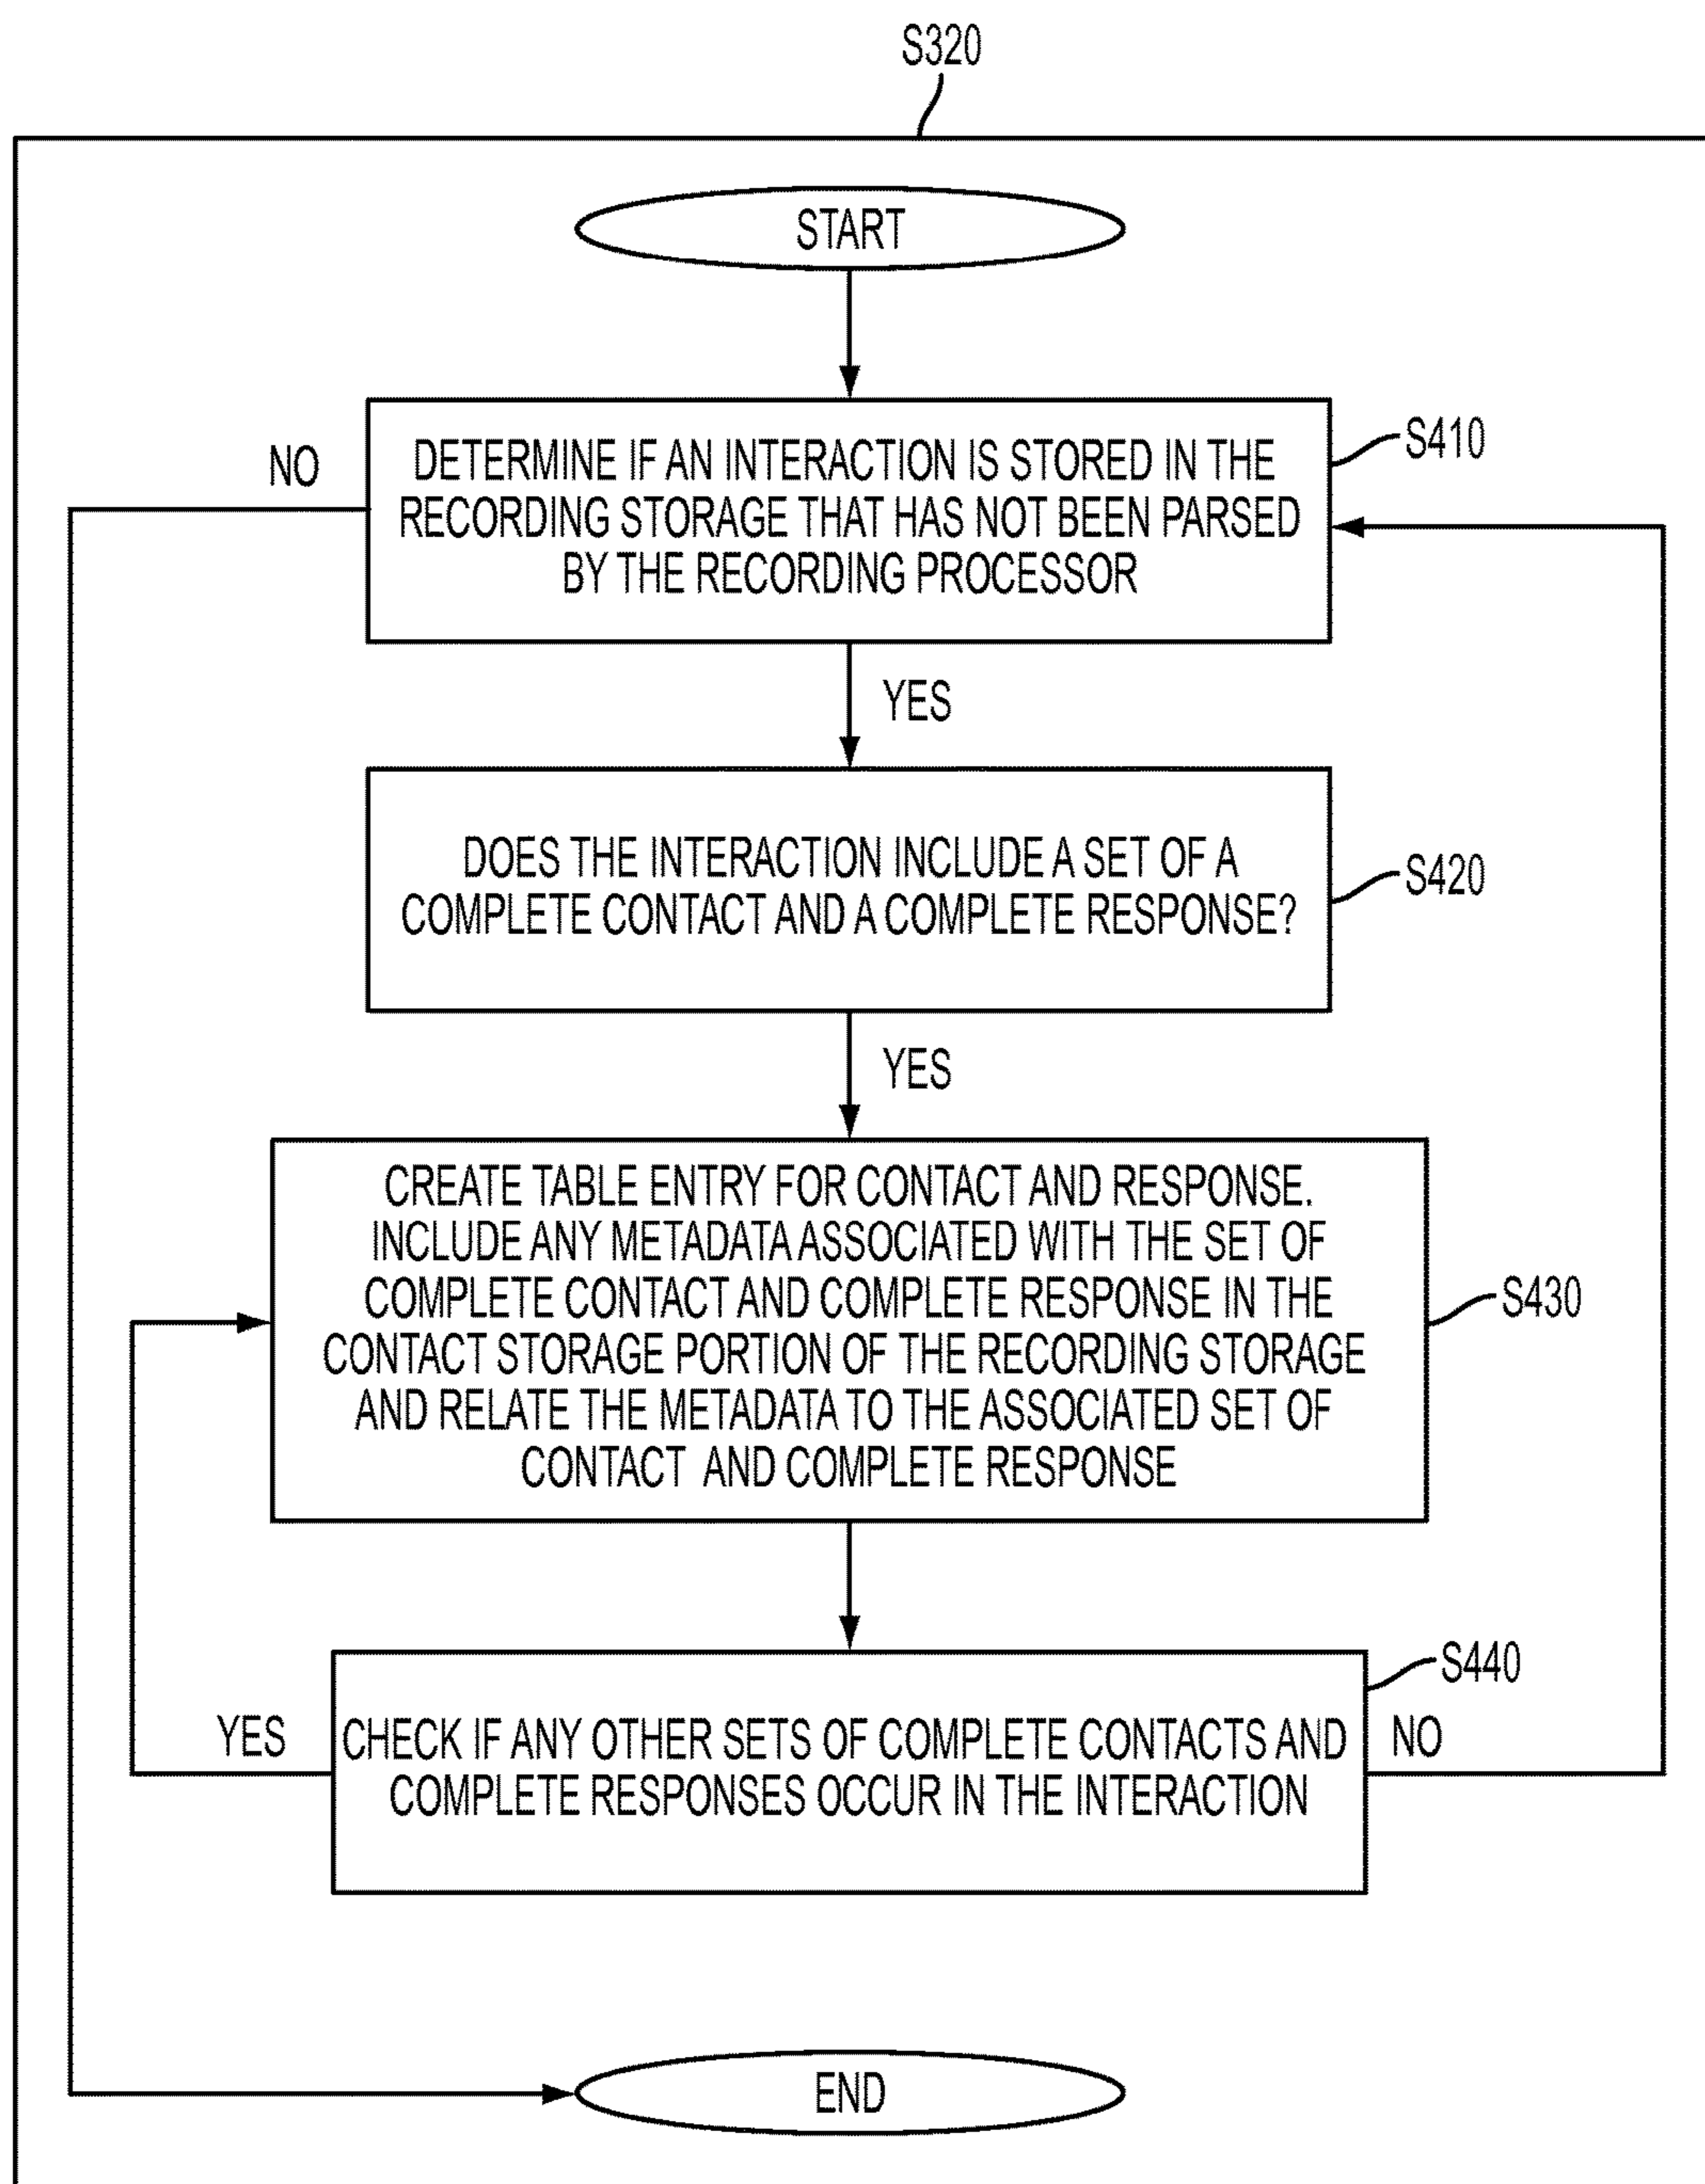 S320
START
NO
DETERMINE IF AN INTERACTION IS STORED IN THE
RECORDING STORAGE THAT HAS NOT BEEN PARSED
BY THE RECORDING PROCESSOR
S410
YES
DOES THE INTERACTION INCLUDE A SET OF A
COMPLETE CONTACT AND A COMPLETE RESPONSE?
S420
YES
CREATE TABLE ENTRY FOR CONTACT AND RESPONSE.
INCLUDE ANY METADATA ASSOCIATED WITH THE SET OF
COMPLETE CONTACT AND COMPLETE RESPONSE IN THE
CONTACT STORAGE PORTION OF THE RECORDING STORAGE
AND RELATE THE METADATA TO THE ASSOCIATED SET OF
CONTACT AND COMPLETE RESPONSE
S430
S440
YES
CHECK IF ANY OTHER SETS OF COMPLETE CONTACTS AND
COMPLETE RESPONSES OCCUR IN THE INTERACTION
NO
END